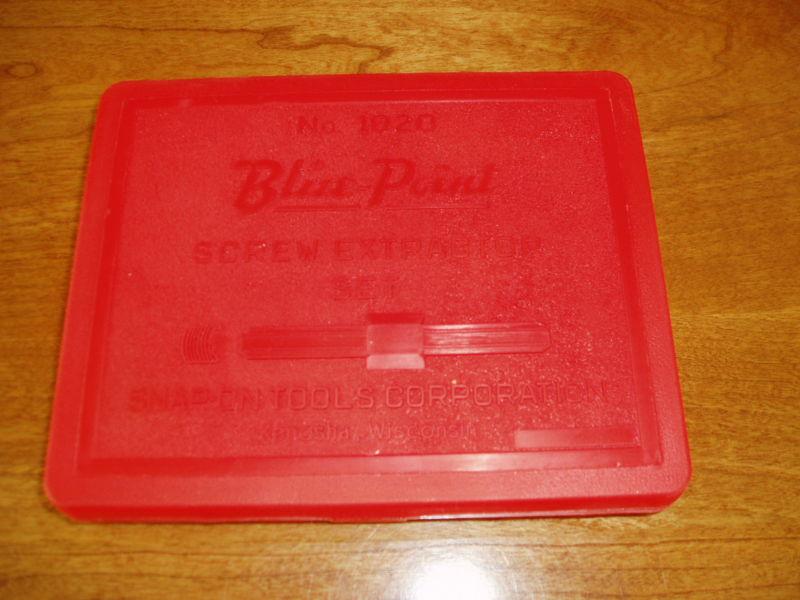 No. 1020
Blue-Point
SCREW EXTRACTOR
SET
SNAP-ON TOOLS CORPORATION
Kenosha, Wisconsin